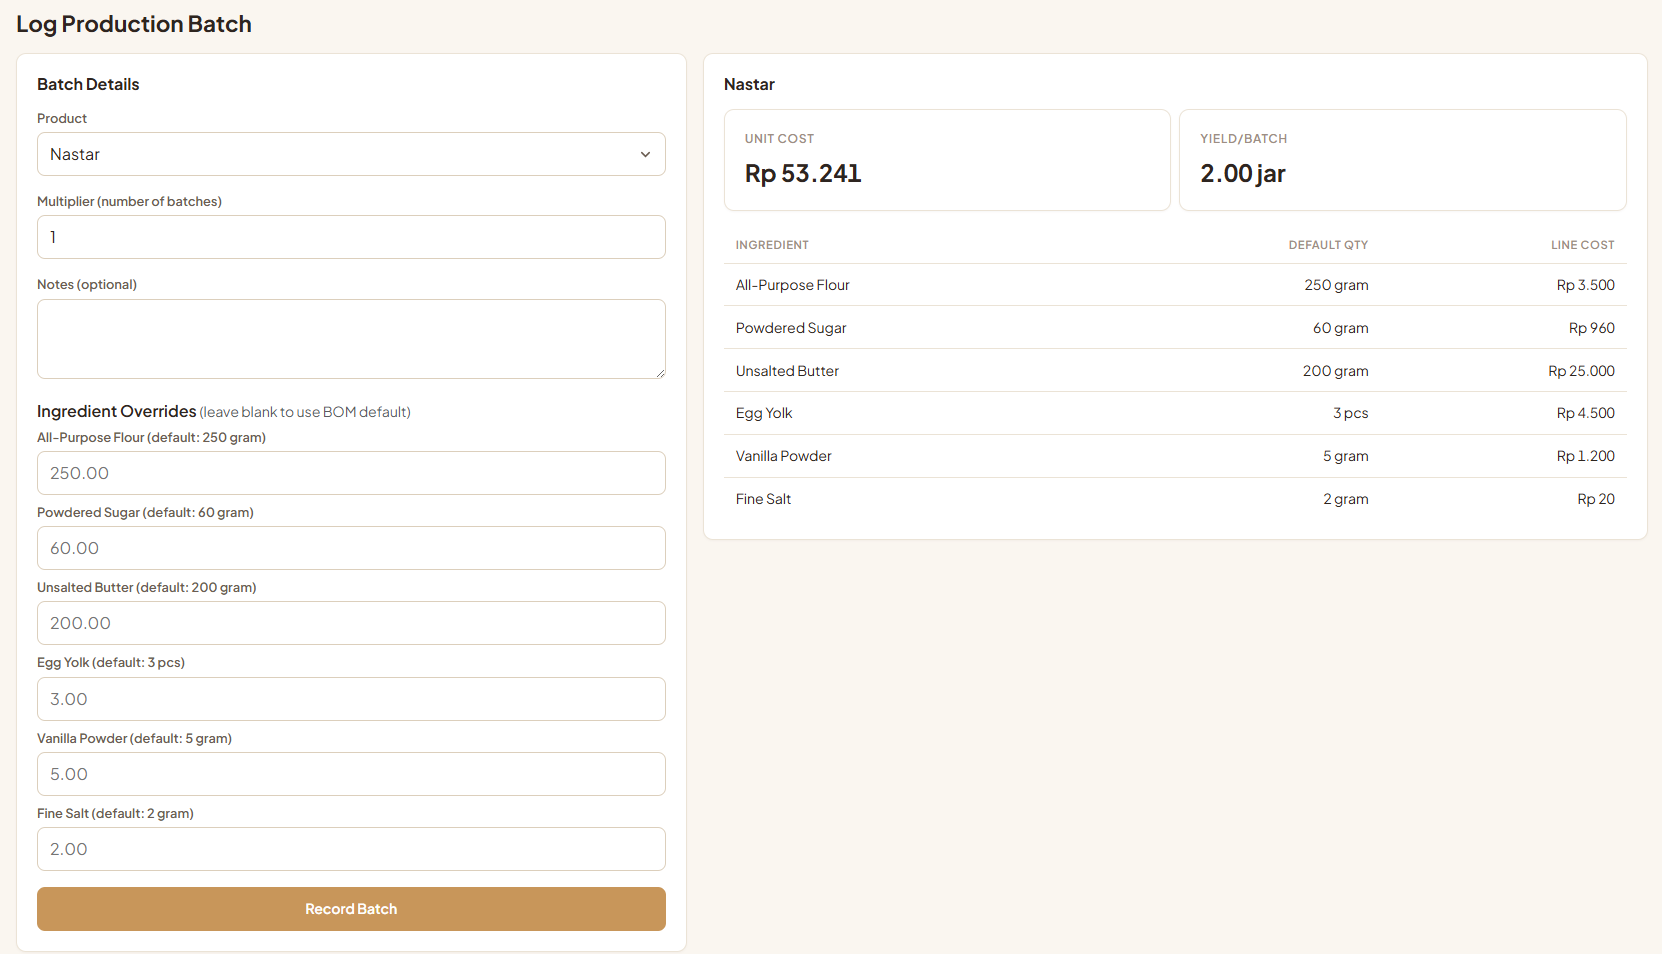 Log Production Batch
Batch Details
Product
Nastar
Multiplier (number of batches)
1
Notes (optional)
Ingredient Overrides (leave blank to use BOM default)
All-Purpose Flour (default: 250 gram)
250.00
Powdered Sugar (default: 60 gram)
60.00
Unsalted Butter (default: 200 gram)
200.00
Egg Yolk (default: 3 pcs)
3.00
Vanilla Powder (default: 5 gram)
5.00
Fine Salt (default: 2 gram)
2.00
Record Batch
Nastar
UNIT COST
Rp 53.241
YIELD/BATCH
2.00 jar
INGREDIENT DEFAULT QTY LINE COST
All-Purpose Flour 250 gram Rp 3.500
Powdered Sugar 60 gram Rp 960
Unsalted Butter 200 gram Rp 25.000
Egg Yolk 3 pcs Rp 4.500
Vanilla Powder 5 gram Rp 1.200
Fine Salt 2 gram Rp 20